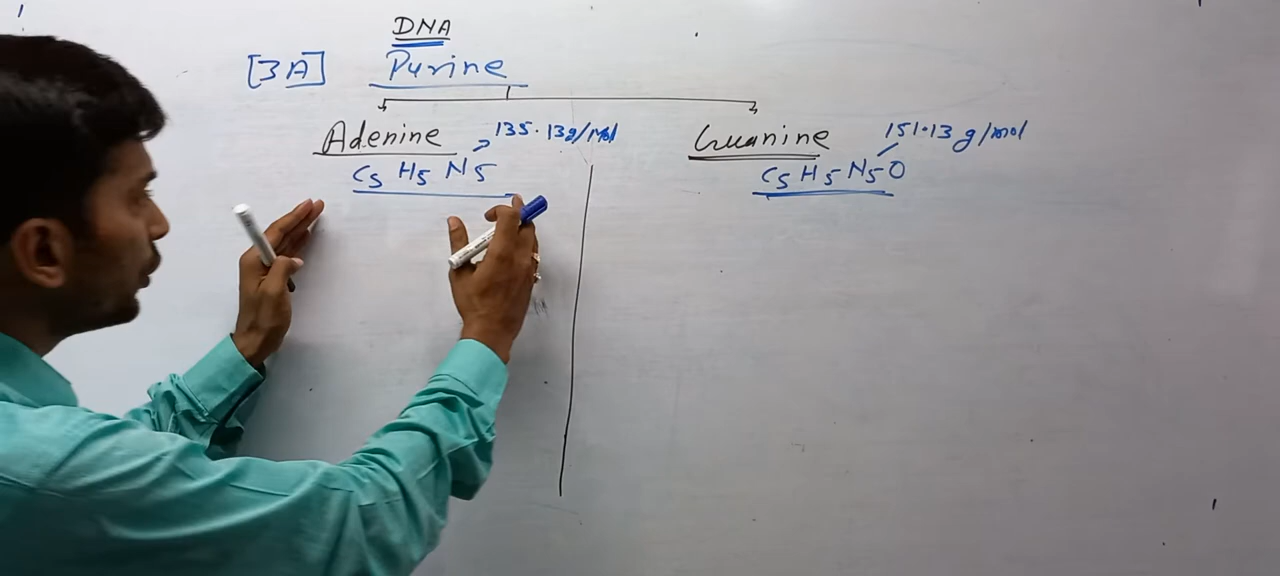 DNA
[3A] Purine
Adenine 135.13g/Mol
C5 H5 N5
Guanine 151.13 g/mol
C5 H5 N5 O